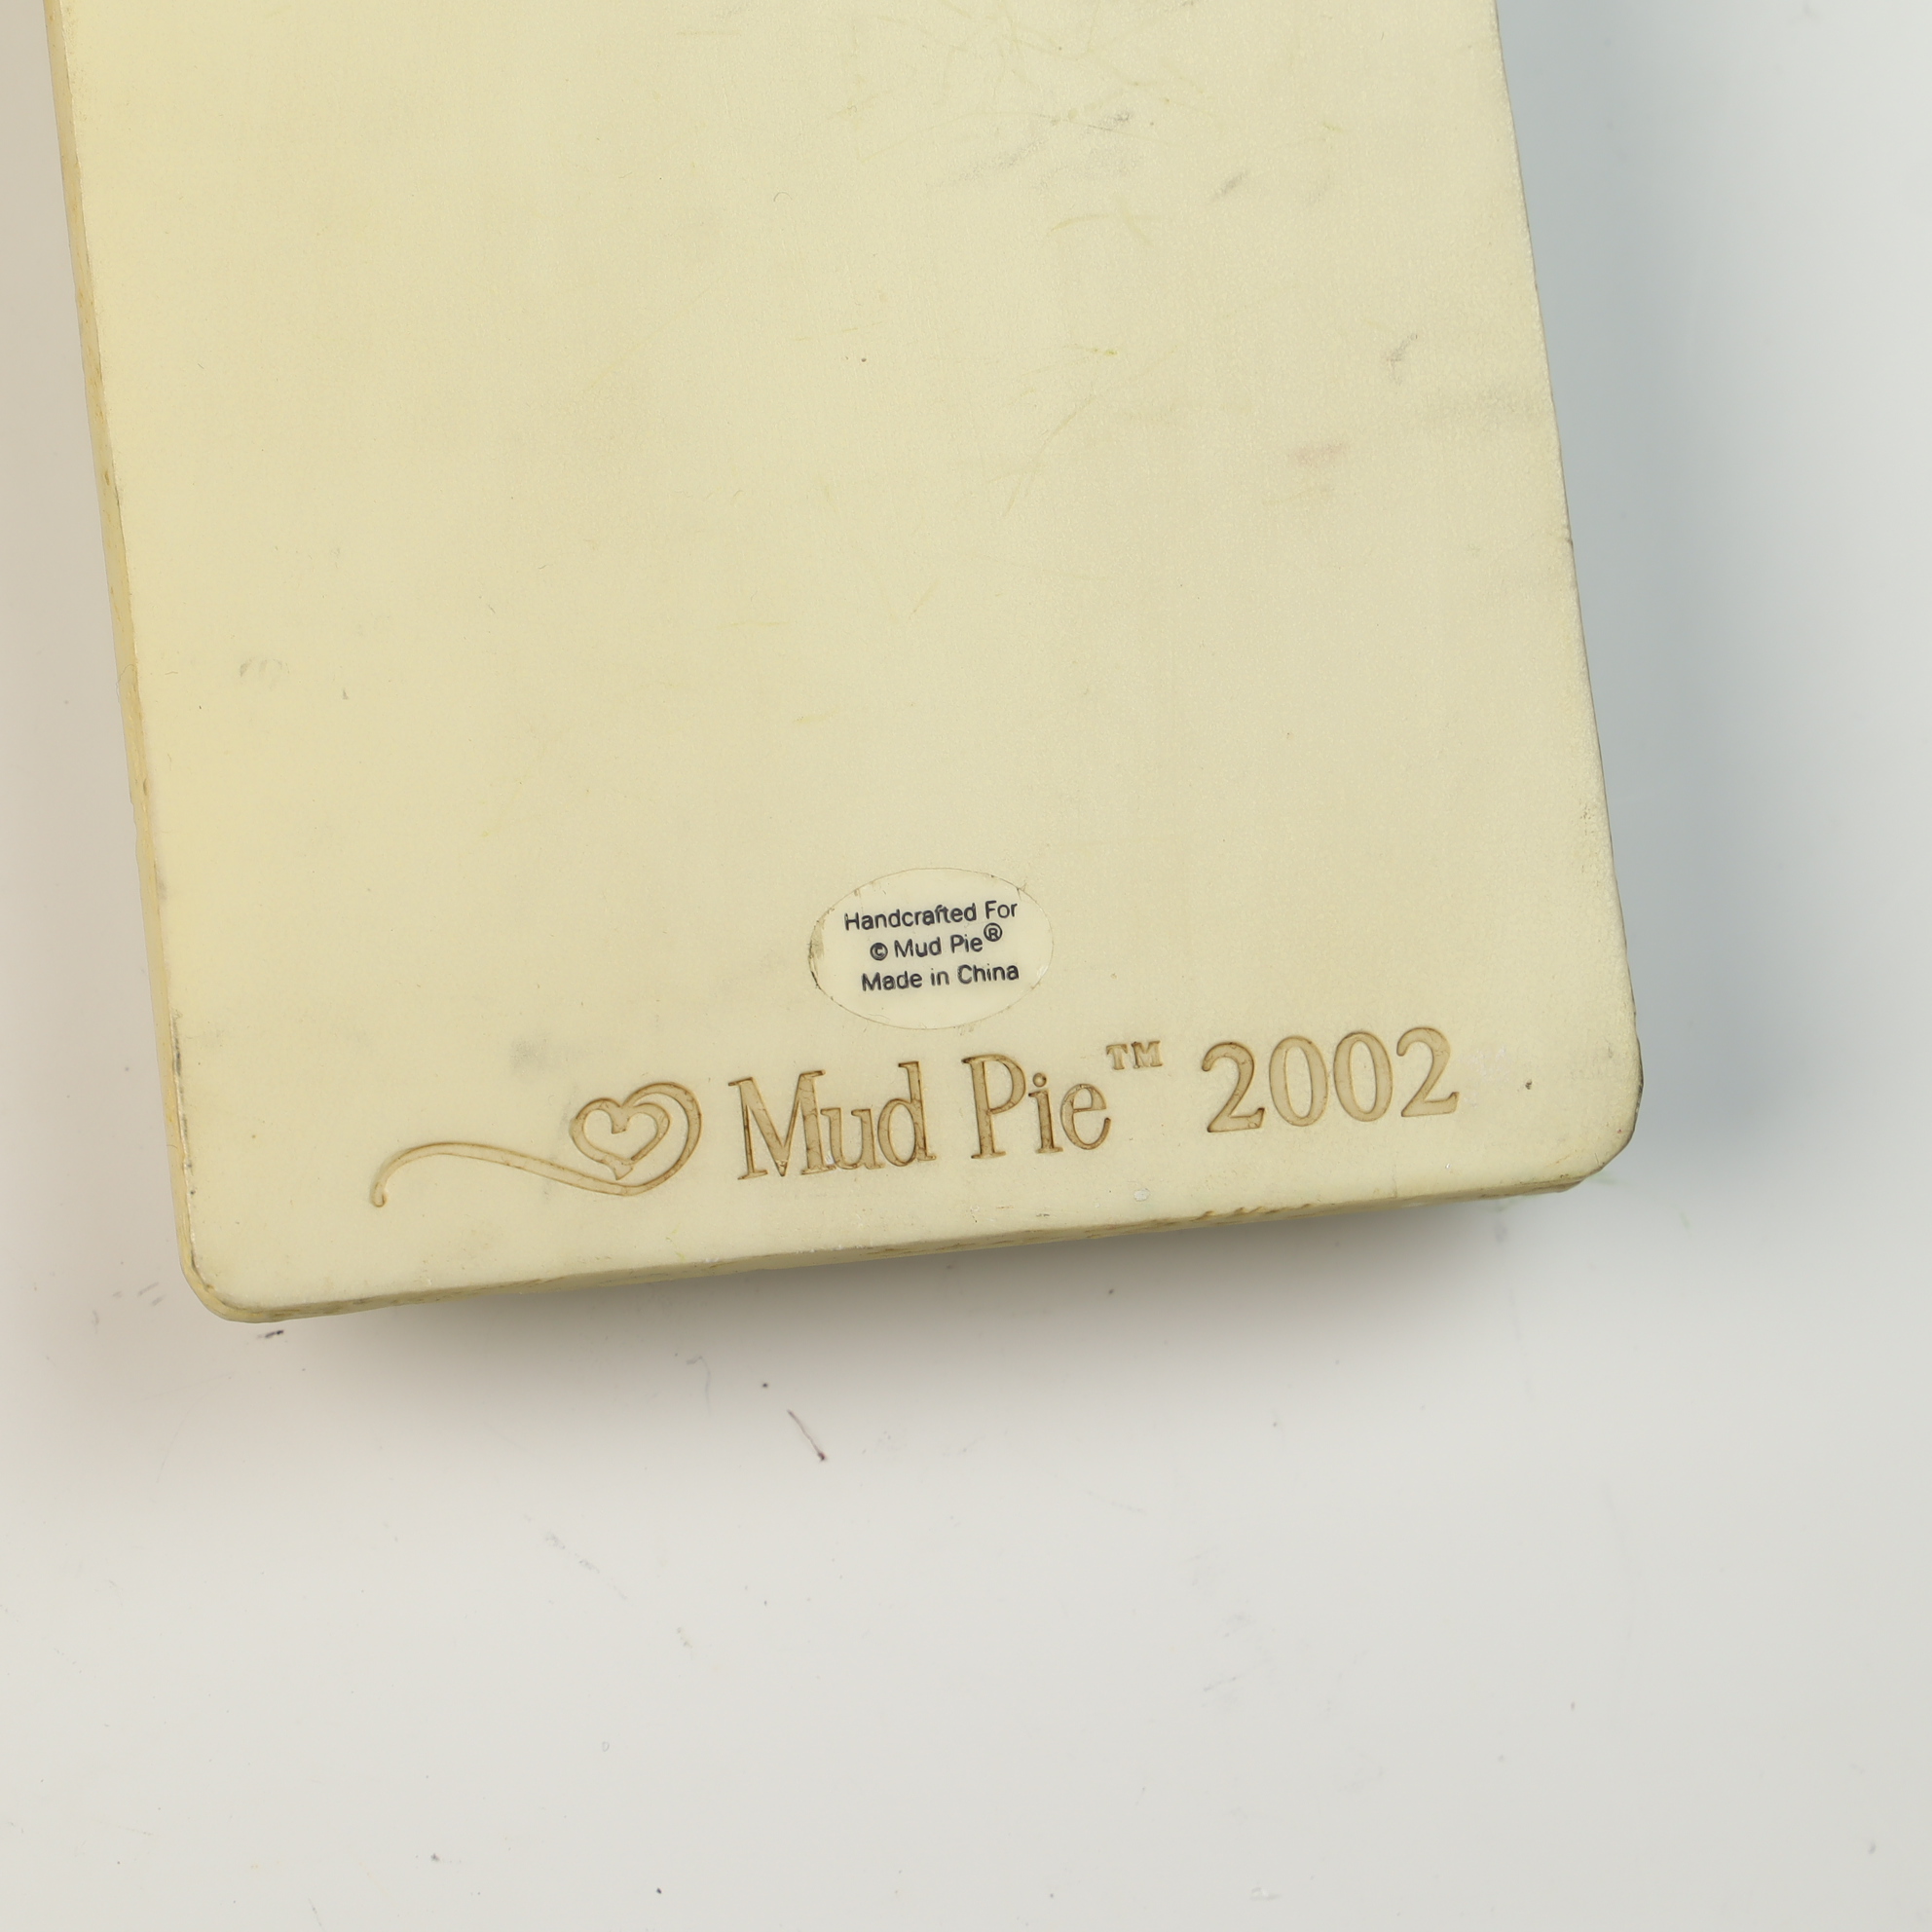 Handcrafted For
© Mud Pie®
Made in China
Mud Pie™ 2002